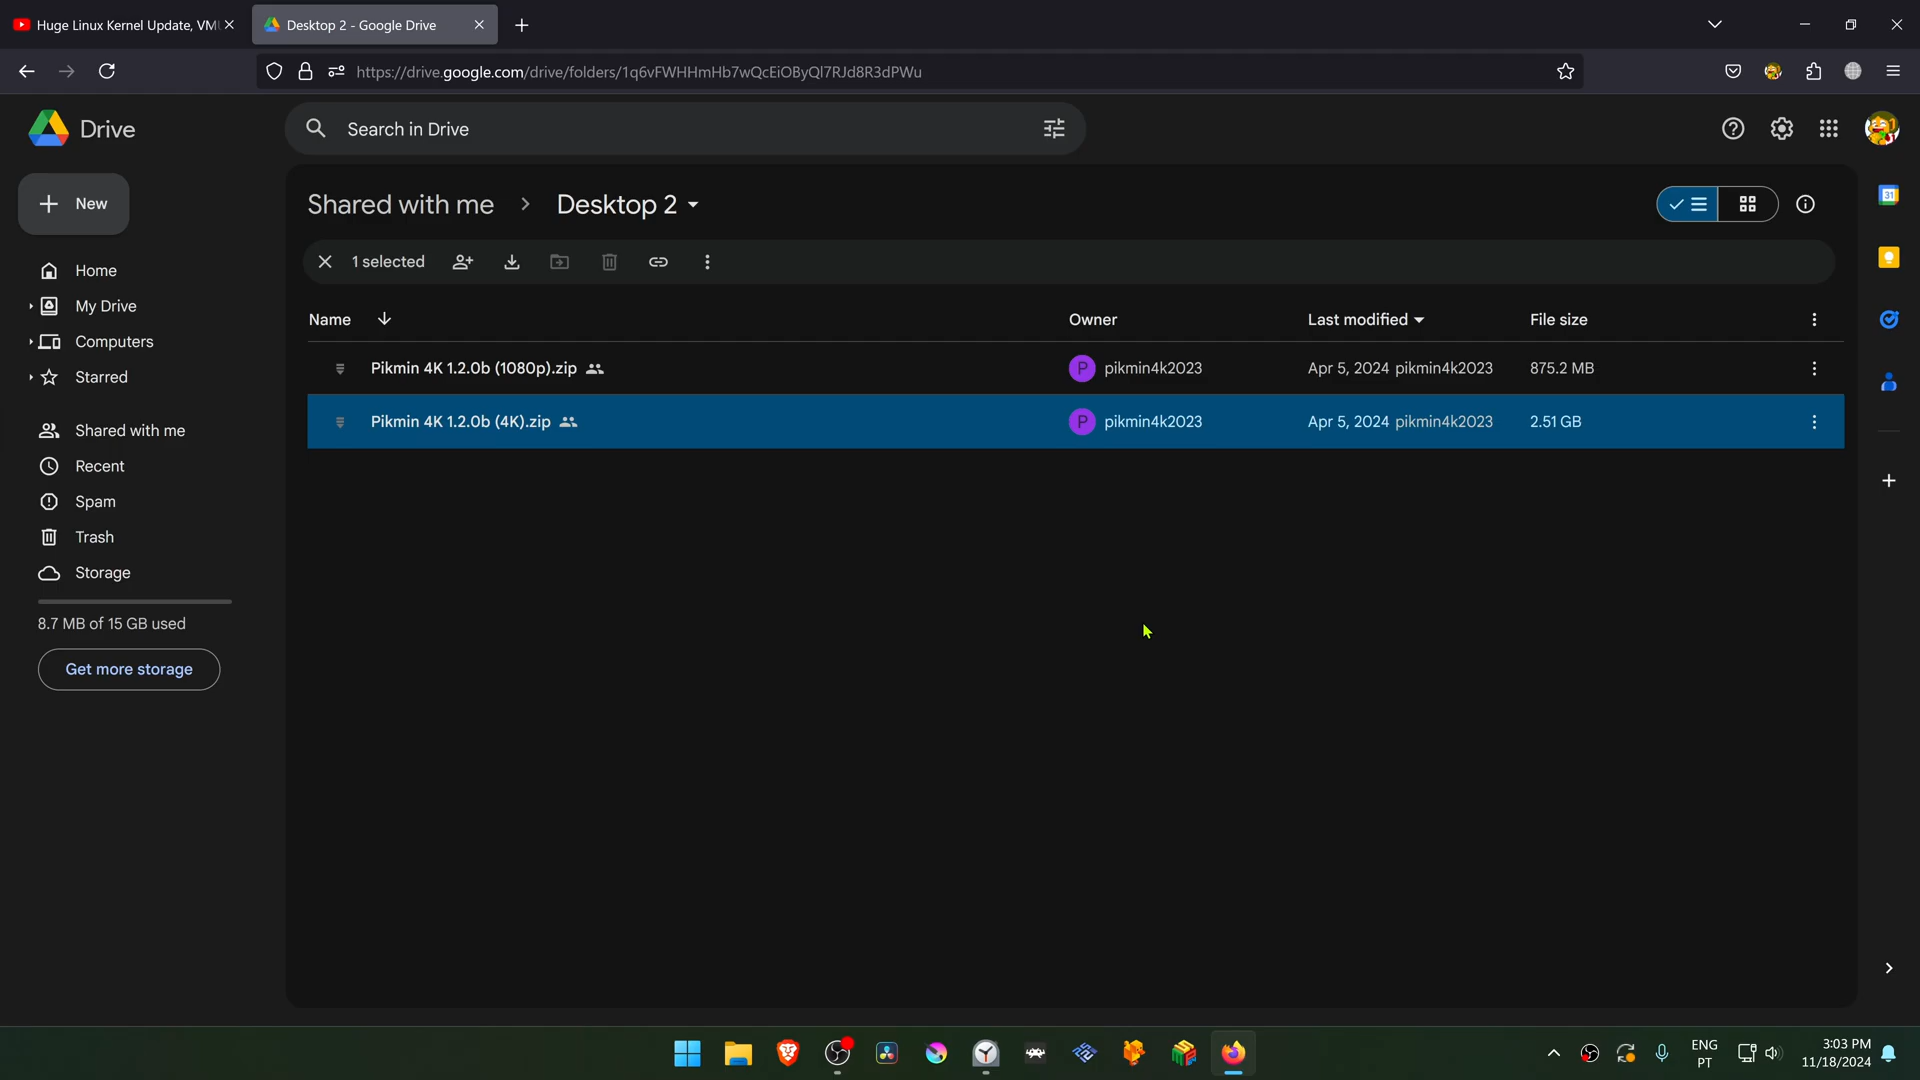 Huge Linux Kernel Update, VM
Desktop 2 - Google Drive
https://drive.google.com/drive/folders/1q6vFWHHmHb7wQcEiOByQl7RJd8R3dPWu
Drive
Search in Drive
New
Shared with me > Desktop 2
31
1 selected
Home
My Drive
Computers
Starred
Shared with me
Recent
Spam
Trash
Storage
8.7 MB of 15 GB used
Get more storage
Name Owner Last modified File size
Pikmin 4K 1.2.0b (1080p).zip P pikmin4k2023 Apr 5, 2024 pikmin4k2023 875.2 MB
Pikmin 4K 1.2.0b (4K).zip P pikmin4k2023 Apr 5, 2024 pikmin4k2023 2.51 GB
ENG
PT
3:03 PM
11/18/2024